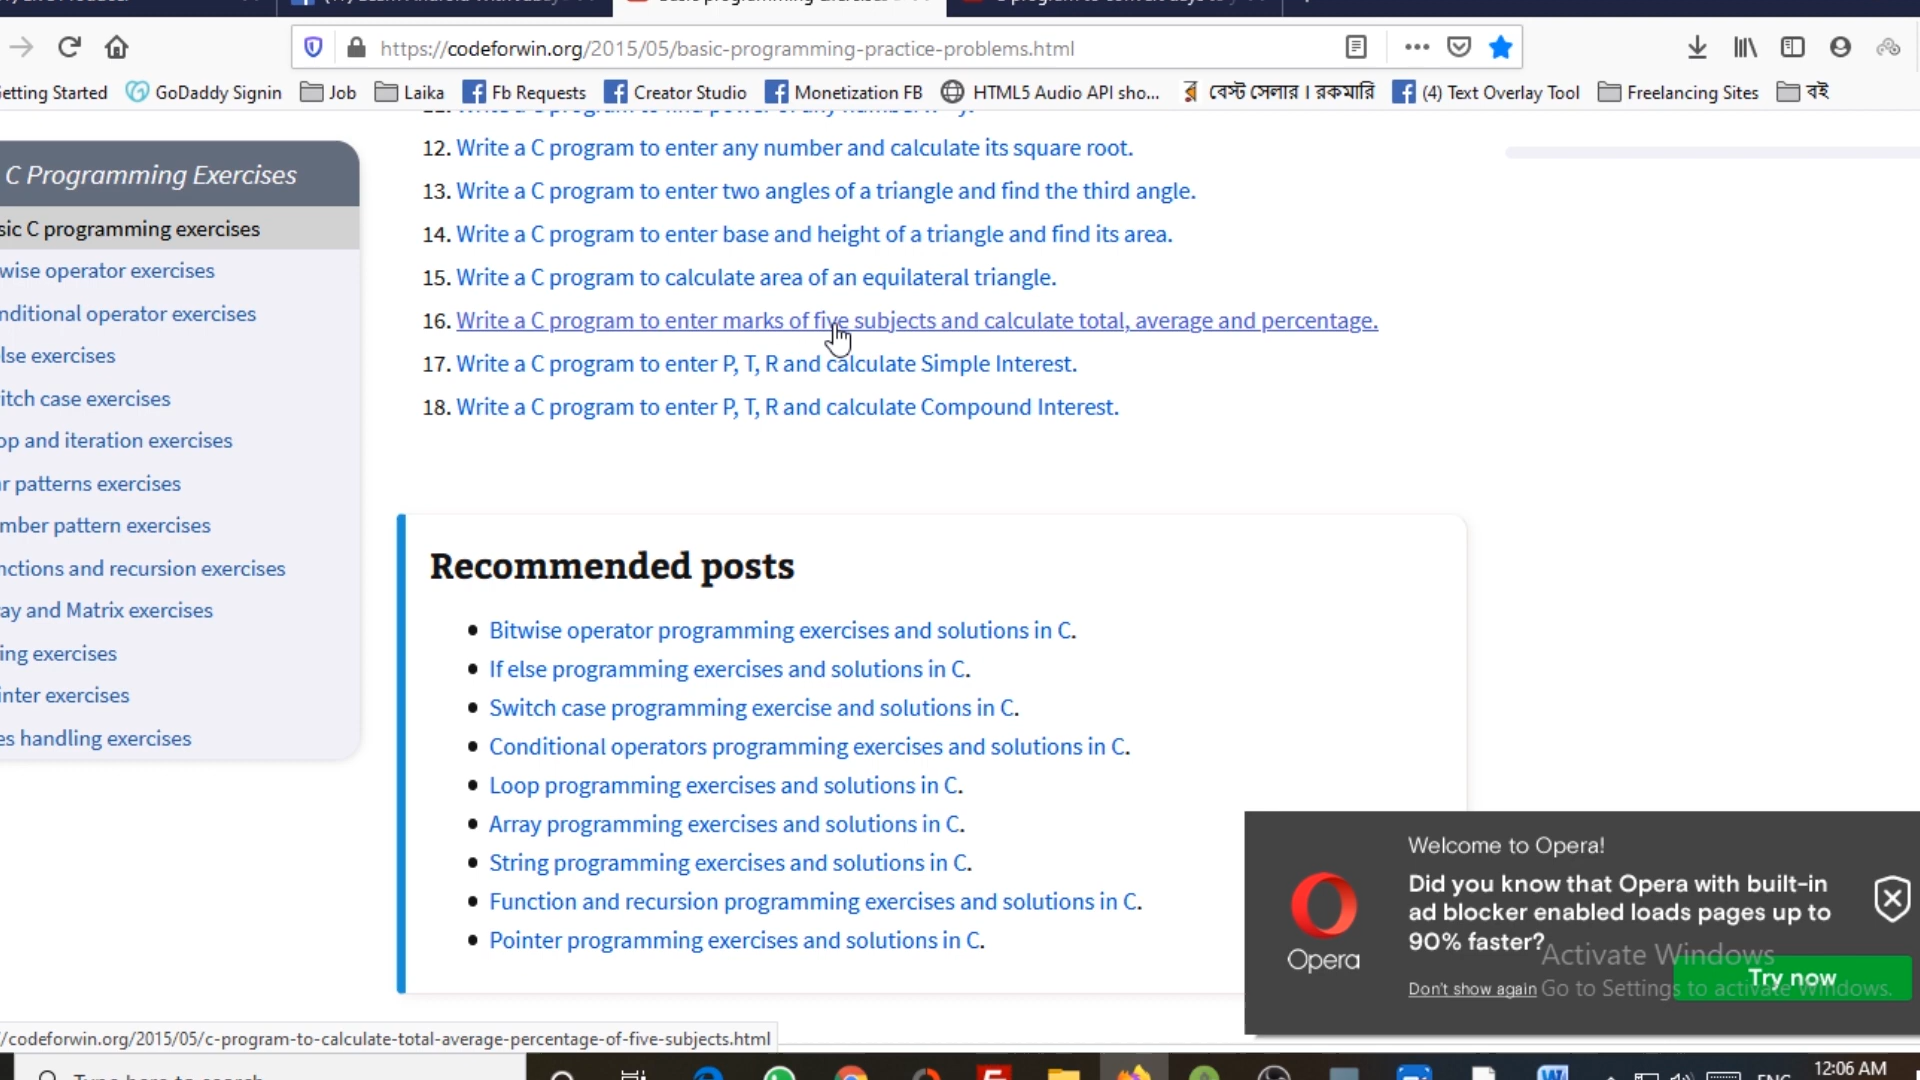 https://codeforwin.org/2015/05/basic-programming-practice-problems.html
Getting Started GoDaddy Signin Job Laika Fb Requests Creator Studio Monetization FB HTML5 Audio API sho... বেস্ট সেলার । রকমারি (4) Text Overlay Tool Freelancing Sites বই
C Programming Exercises
sic C programming exercises
wise operator exercises
nditional operator exercises
lse exercises
itch case exercises
op and iteration exercises
r patterns exercises
mber pattern exercises
nctions and recursion exercises
ay and Matrix exercises
ing exercises
inter exercises
es handling exercises
12. Write a C program to enter any number and calculate its square root.
13. Write a C program to enter two angles of a triangle and find the third angle.
14. Write a C program to enter base and height of a triangle and find its area.
15. Write a C program to calculate area of an equilateral triangle.
16. Write a C program to enter marks of five subjects and calculate total, average and percentage.
17. Write a C program to enter P, T, R and calculate Simple Interest.
18. Write a C program to enter P, T, R and calculate Compound Interest.
Recommended posts
Bitwise operator programming exercises and solutions in C.
If else programming exercises and solutions in C.
Switch case programming exercise and solutions in C.
Conditional operators programming exercises and solutions in C.
Loop programming exercises and solutions in C.
Array programming exercises and solutions in C.
String programming exercises and solutions in C.
Function and recursion programming exercises and solutions in C.
Pointer programming exercises and solutions in C.
Welcome to Opera!
Did you know that Opera with built-in
ad blocker enabled loads pages up to
90% faster?
Opera
Activate Windows
Try now
Don't show again
Go to Settings to activate Windows.
/codeforwin.org/2015/05/c-program-to-calculate-total-average-percentage-of-five-subjects.html
12:06 AM